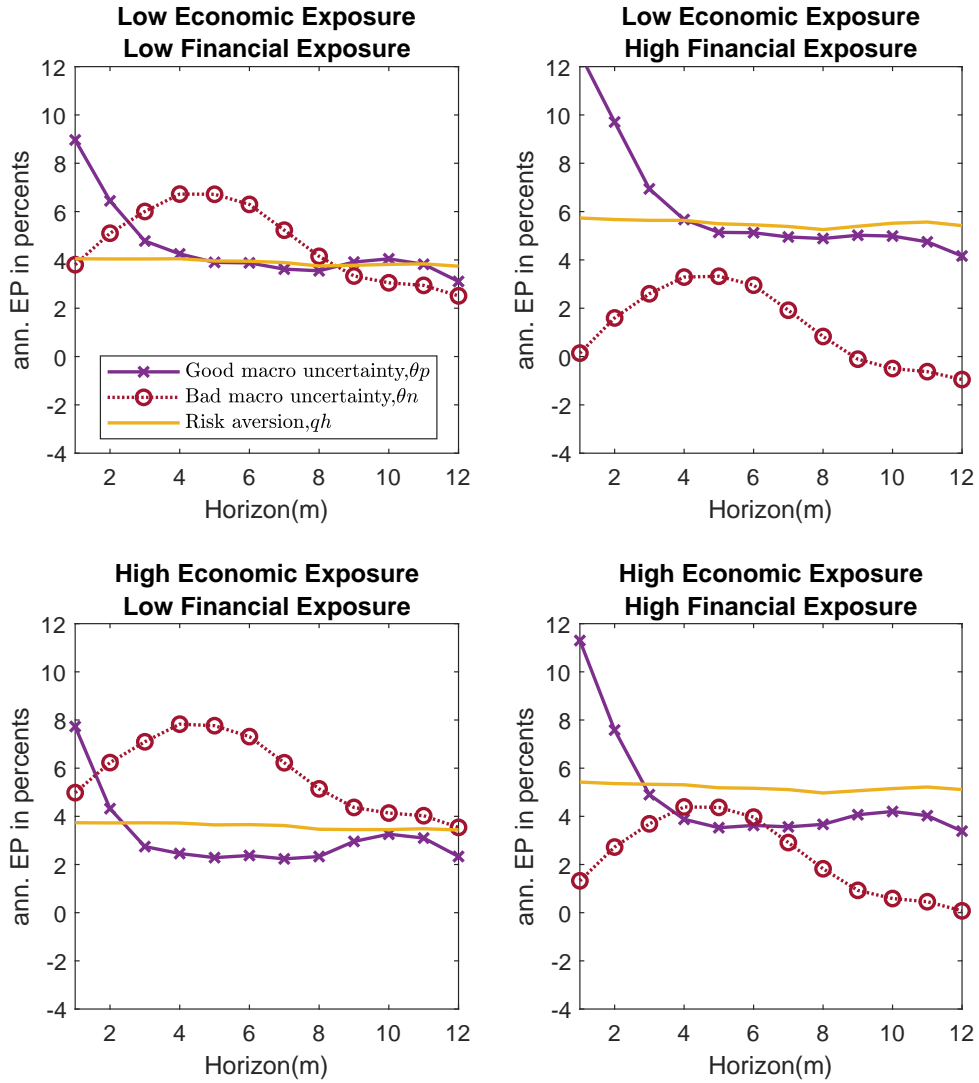 Low Economic Exposure
Low Financial Exposure
12
10
8
6
4
2
0
-2
-4
ann. EP in percents
Good macro uncertainty,θp
Bad macro uncertainty,θn
Risk aversion,qh
2 4 6 8 10 12
Horizon(m)
Low Economic Exposure
High Financial Exposure
12
10
8
6
4
2
0
-2
-4
ann. EP in percents
2 4 6 8 10 12
Horizon(m)
High Economic Exposure
Low Financial Exposure
12
10
8
6
4
2
0
-2
-4
ann. EP in percents
2 4 6 8 10 12
Horizon(m)
High Economic Exposure
High Financial Exposure
12
10
8
6
4
2
0
-2
-4
ann. EP in percents
2 4 6 8 10 12
Horizon(m)